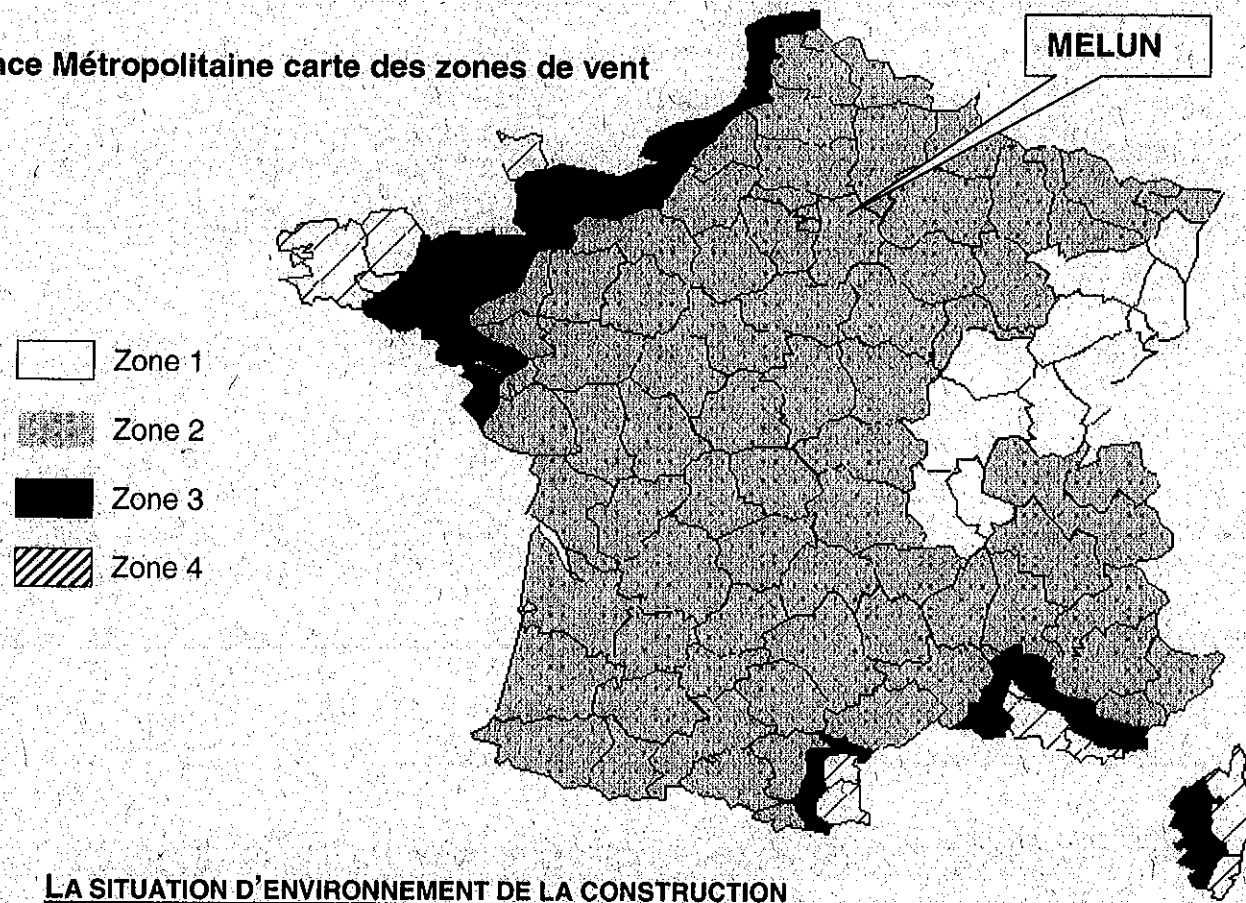 nce Métropolitaine carte des zones de vent
MELUN
Zone 1
Zone 2
Zone 3
Zone 4
LA SITUATION D'ENVIRONNEMENT DE LA CONSTRUCTION